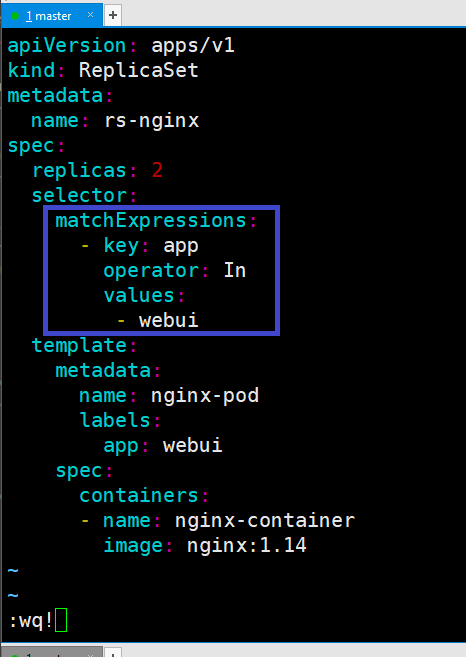 1 master × +
apiVersion: apps/v1
kind: ReplicaSet
metadata:
  name: rs-nginx
spec:
  replicas: 2
  selector:
    matchExpressions:
      - key: app
        operator: In
        values:
         - webui
  template:
    metadata:
        name: nginx-pod
        labels:
        app: webui
    spec:
      containers:
      - name: nginx-container
        image: nginx:1.14
~
~
:wq!
1 master × +